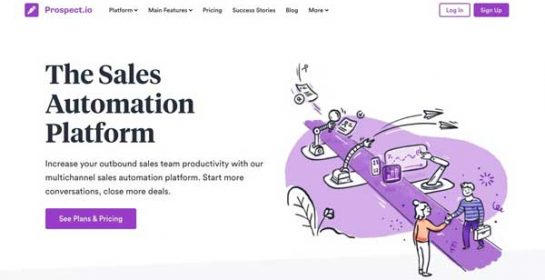 Prospect.io Platform Main Features Pricing Success Stories Blog More Log In Sign Up
The Sales
Automation
Platform
Increase your outbound sales team productivity with our
multichannel sales automation platform. Start more
conversations, close more deals.
See Plans & Pricing